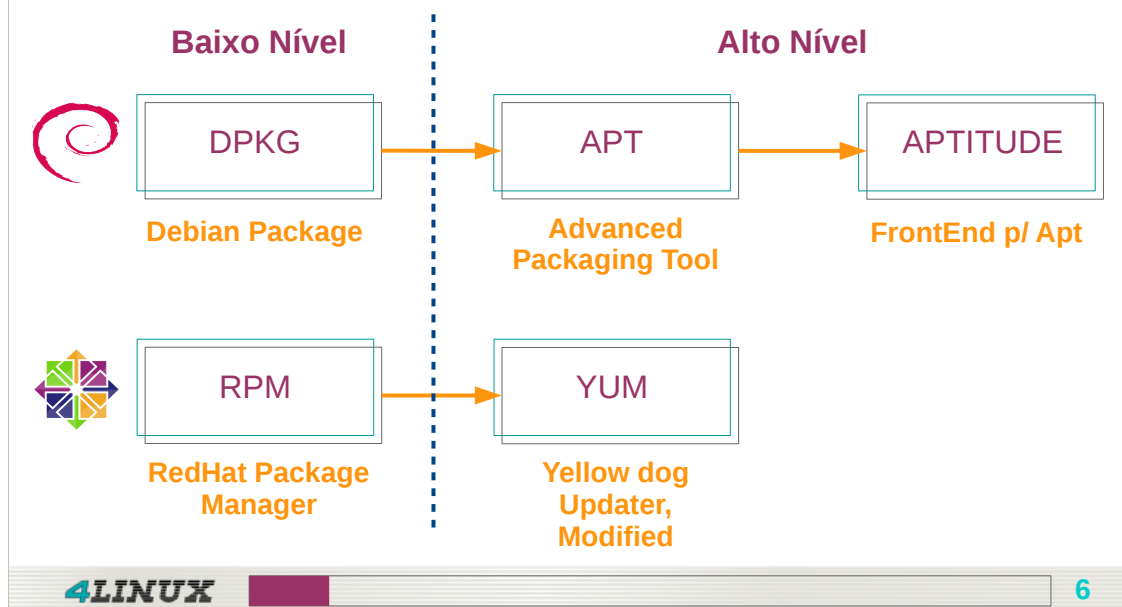 Baixo Nível
Alto Nível
DPKG
APT
APTITUDE
Debian Package
Advanced
Packaging Tool
FrontEnd p/ Apt
RPM
YUM
RedHat Package
Manager
Yellow dog
Updater,
Modified
4LINUX
6